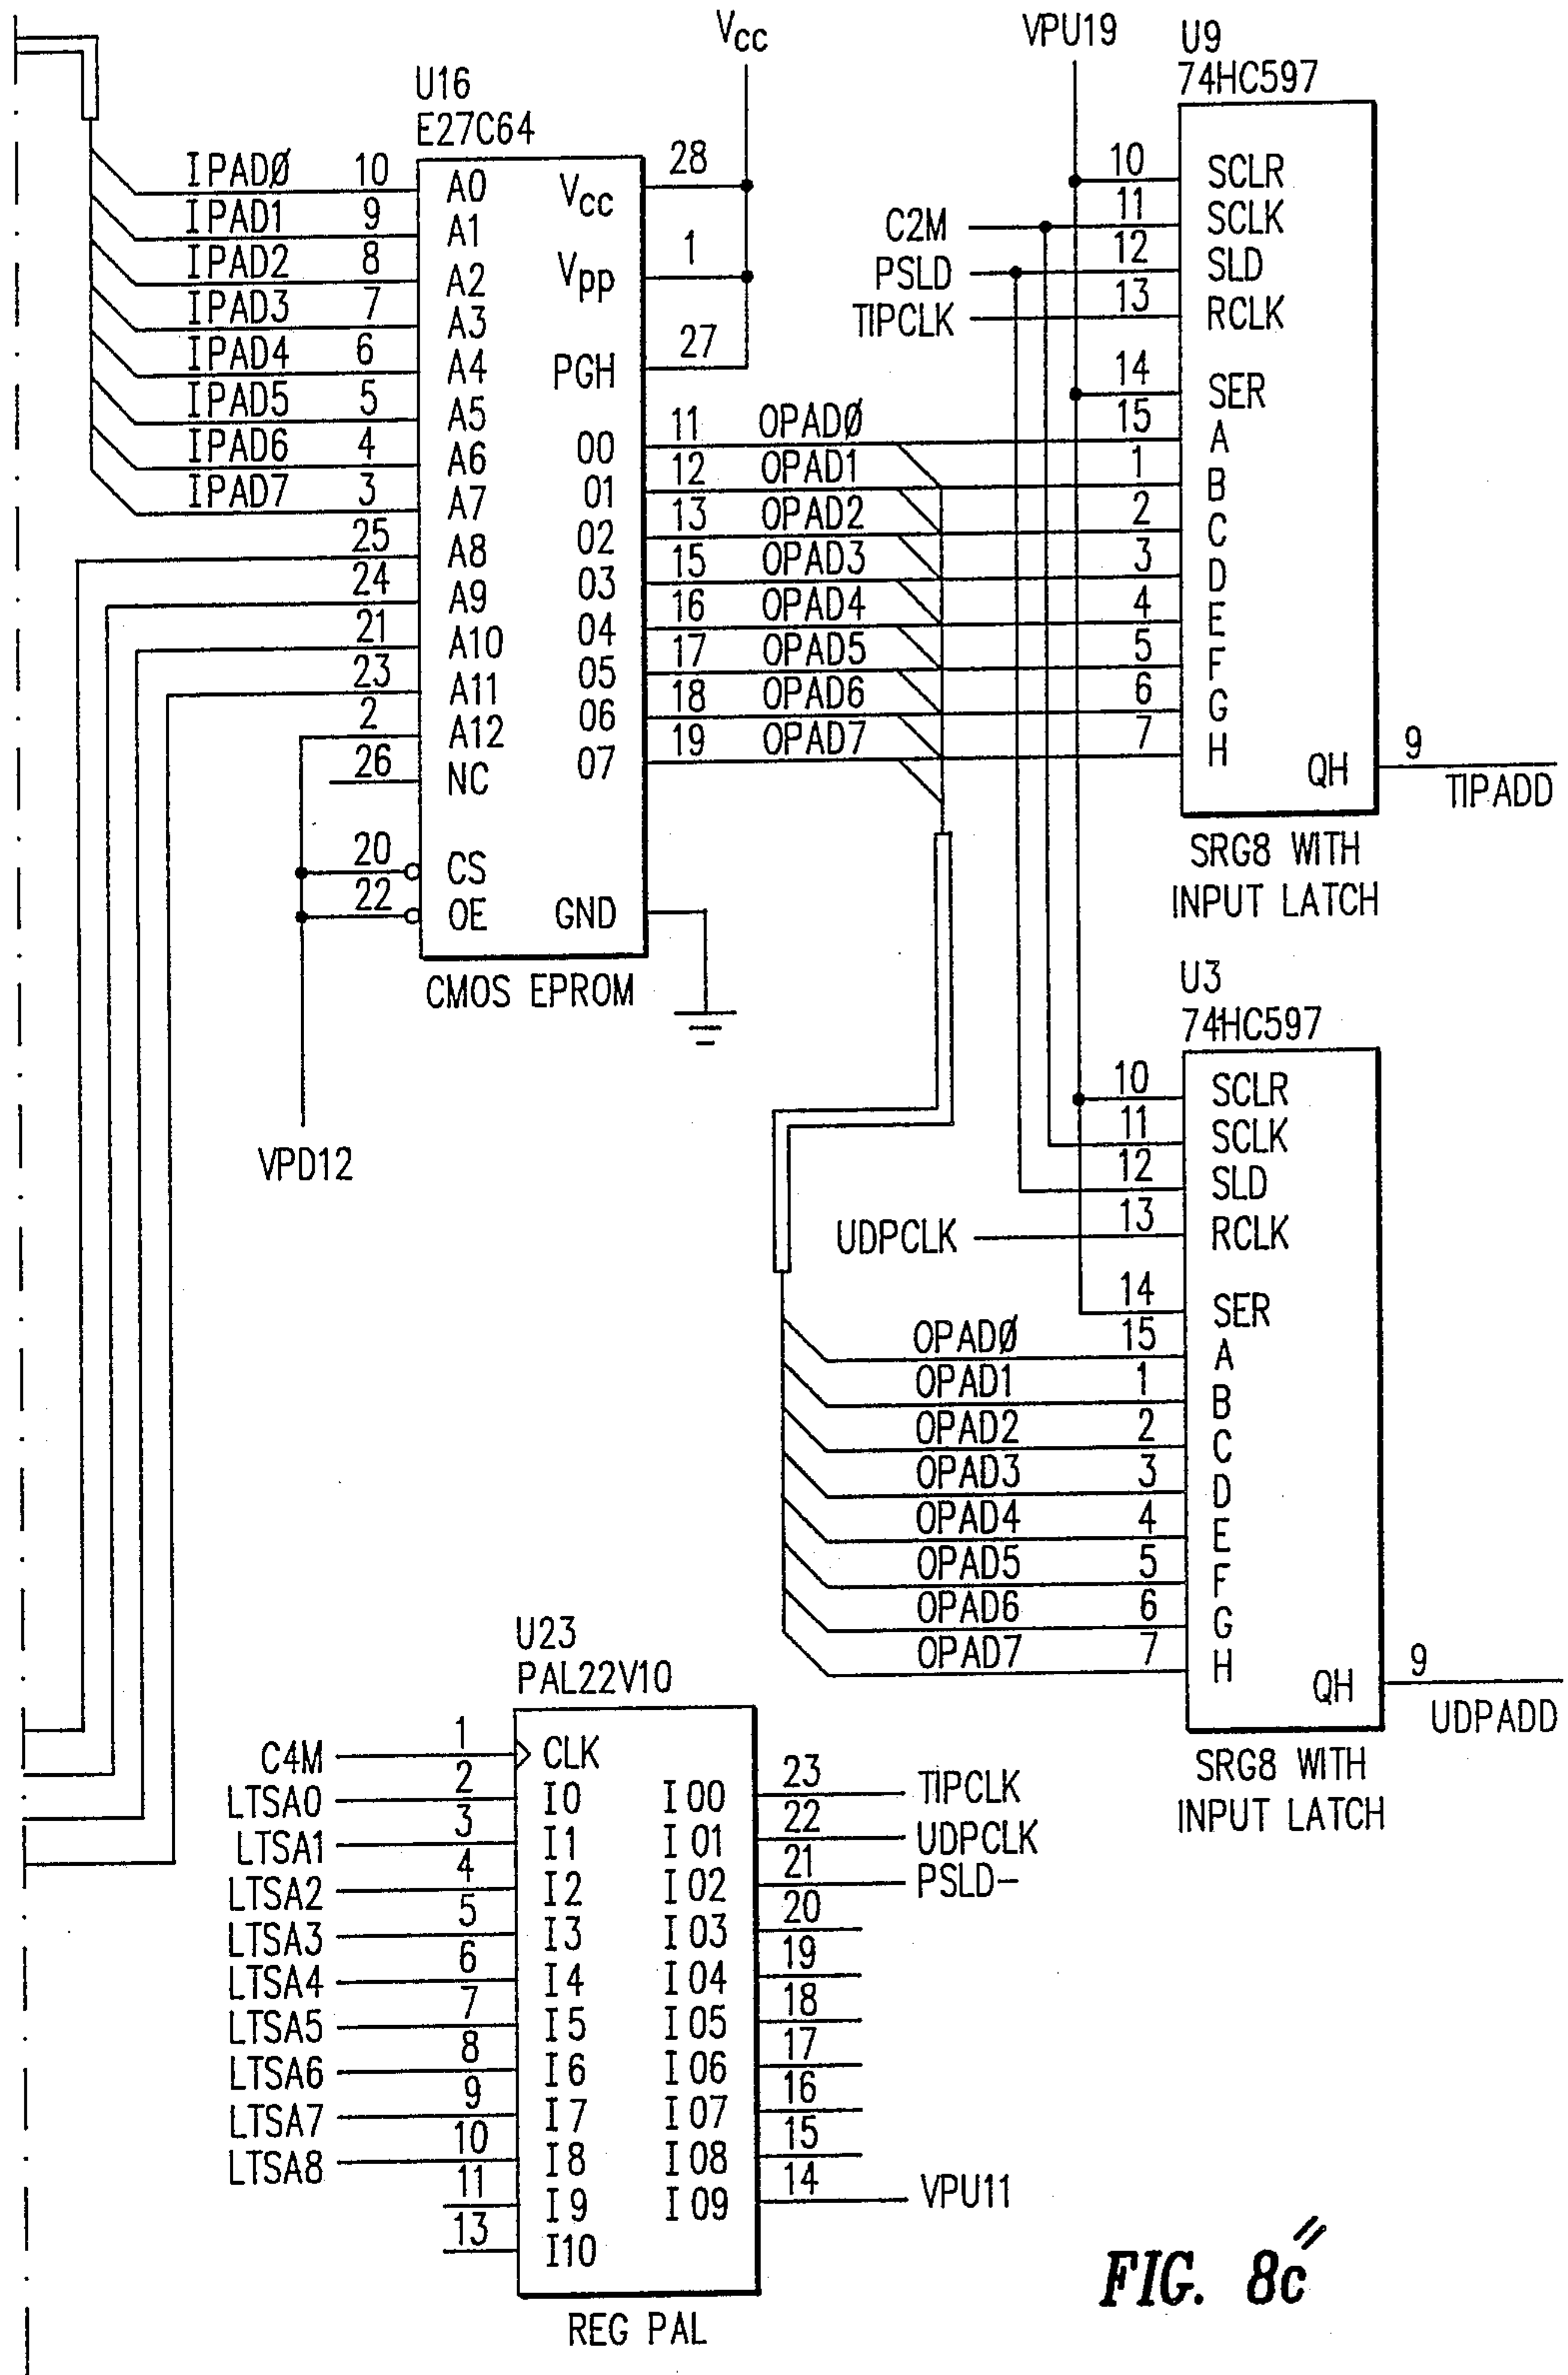 Vcc
VPU19
U9
74HC597
U16
E27C64
IPADØ 10 A0
IPAD1 9 A1
IPAD2 8 A2
IPAD3 7 A3
IPAD4 6 A4
IPAD5 5 A5
IPAD6 4 A6
IPAD7 3 A7
25 A8
24 A9
21 A10
23 A11
2 A12
26 NC
20 CS
22 OE
Vcc 28
Vpp 1
PGH 27
00 11 OPADØ
01 12 OPAD1
02 13 OPAD2
03 15 OPAD3
04 16 OPAD4
05 17 OPAD5
06 18 OPAD6
07 19 OPAD7
GND
CMOS EPROM
VPD12
10 SCLR
C2M 11 SCLK
PSLD 12 SLD
TIPCLK 13 RCLK
14 SER
15 A
1 B
2 C
3 D
4 E
5 F
6 G
7 H
QH 9
TIPADD
SRG8 WITH
INPUT LATCH
U3
74HC597
10 SCLR
11 SCLK
12 SLD
UDPCLK 13 RCLK
14 SER
OPADØ 15 A
OPAD1 1 B
OPAD2 2 C
OPAD3 3 D
OPAD4 4 E
OPAD5 5 F
OPAD6 6 G
OPAD7 7 H
QH 9
UDPADD
SRG8 WITH
INPUT LATCH
U23
PAL22V10
C4M 1 CLK
LTSA0 2 I0
LTSA1 3 I1
LTSA2 4 I2
LTSA3 5 I3
LTSA4 6 I4
LTSA5 7 I5
LTSA6 8 I6
LTSA7 9 I7
LTSA8 10 I8
11 I9
13 I10
I00 23 TIPCLK
I01 22 UDPCLK
I02 21 PSLD-
I03 20
I04 19
I05 18
I06 17
I07 16
I08 15
I09 14 VPU11
REG PAL
FIG. 8c″